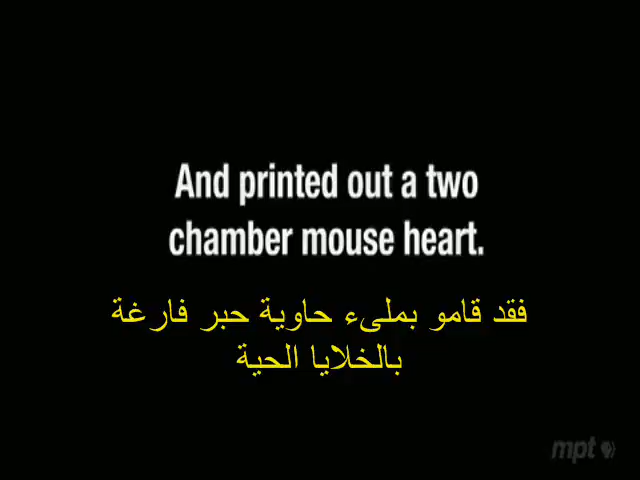 And printed out a two
chamber mouse heart.
فقد قامو بملىء حاوية حبر فارغة
بالخلايا الحية
mpt